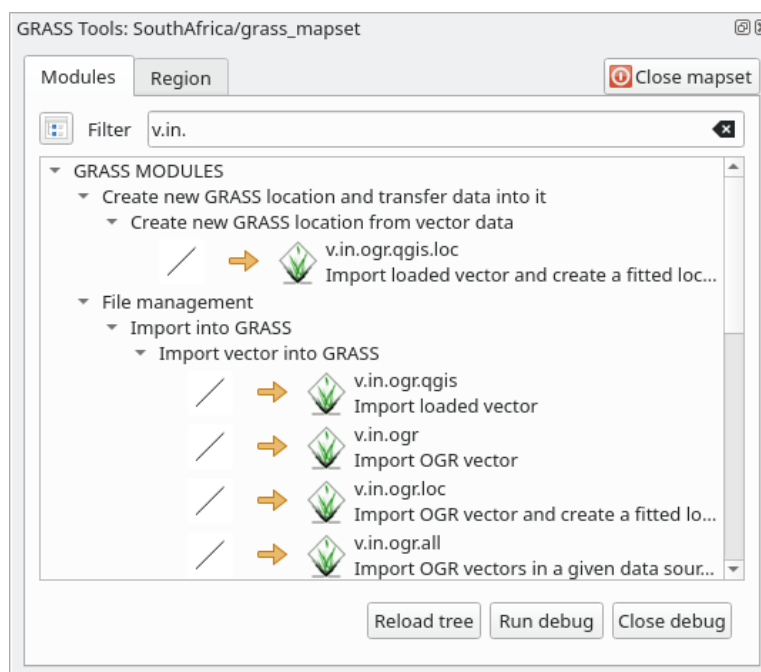 GRASS Tools: SouthAfrica/grass_mapset
Modules
Region
Close mapset
Filter
v.in.
GRASS MODULES
Create new GRASS location and transfer data into it
Create new GRASS location from vector data
v.in.ogr.qgis.loc
Import loaded vector and create a fitted loc...
File management
Import into GRASS
Import vector into GRASS
v.in.ogr.qgis
Import loaded vector
v.in.ogr
Import OGR vector
v.in.ogr.loc
Import OGR vector and create a fitted lo...
v.in.ogr.all
Import OGR vectors in a given data sour...
Reload tree
Run debug
Close debug